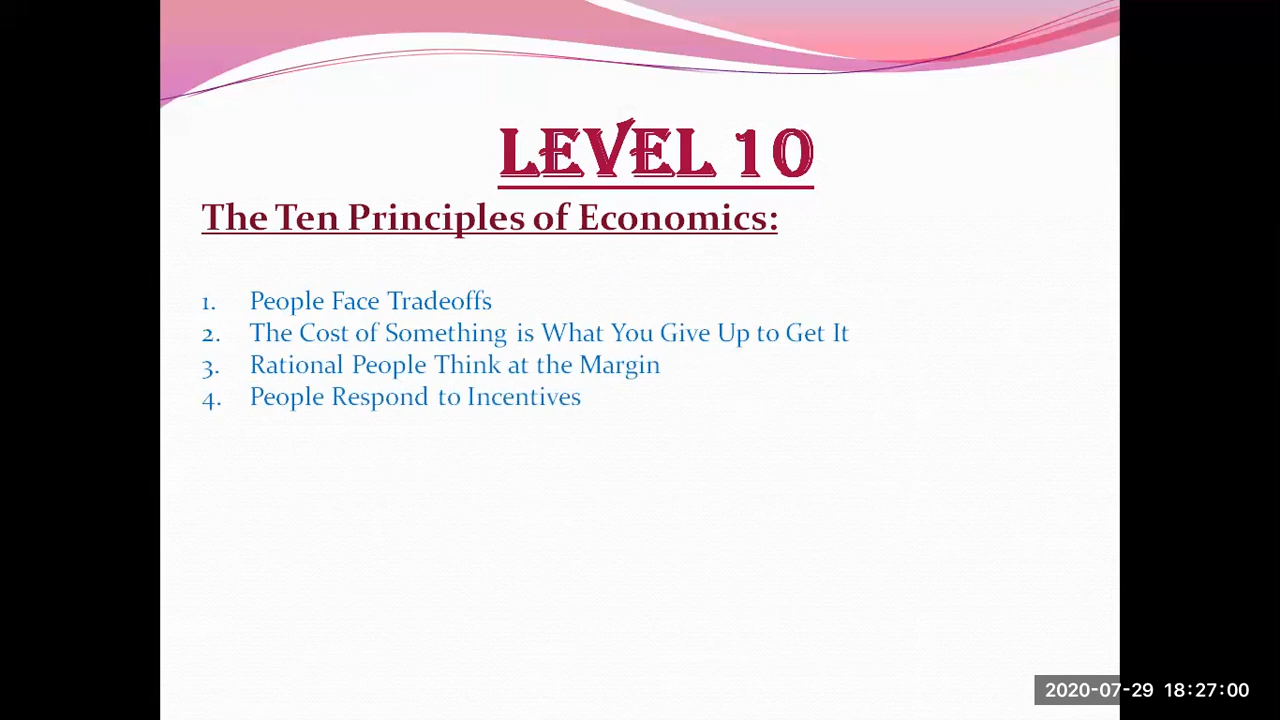 LEVEL 10
The Ten Principles of Economics:
1. People Face Tradeoffs
2. The Cost of Something is What You Give Up to Get It
3. Rational People Think at the Margin
4. People Respond to Incentives
2020-07-29 18:27:00